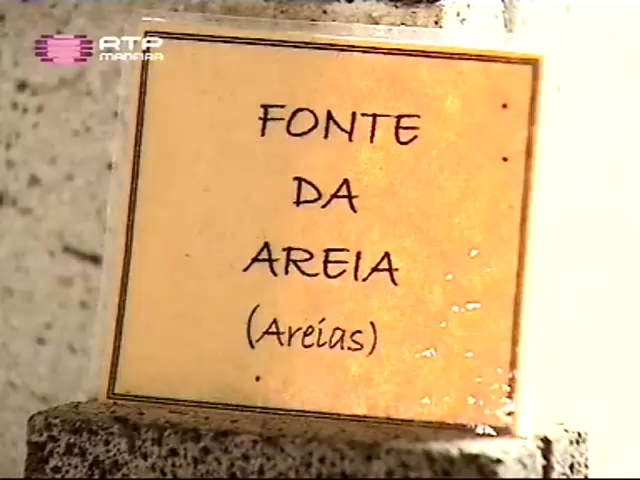 RTP
MADEIRA
FONTE
DA
AREIA
(Areias)